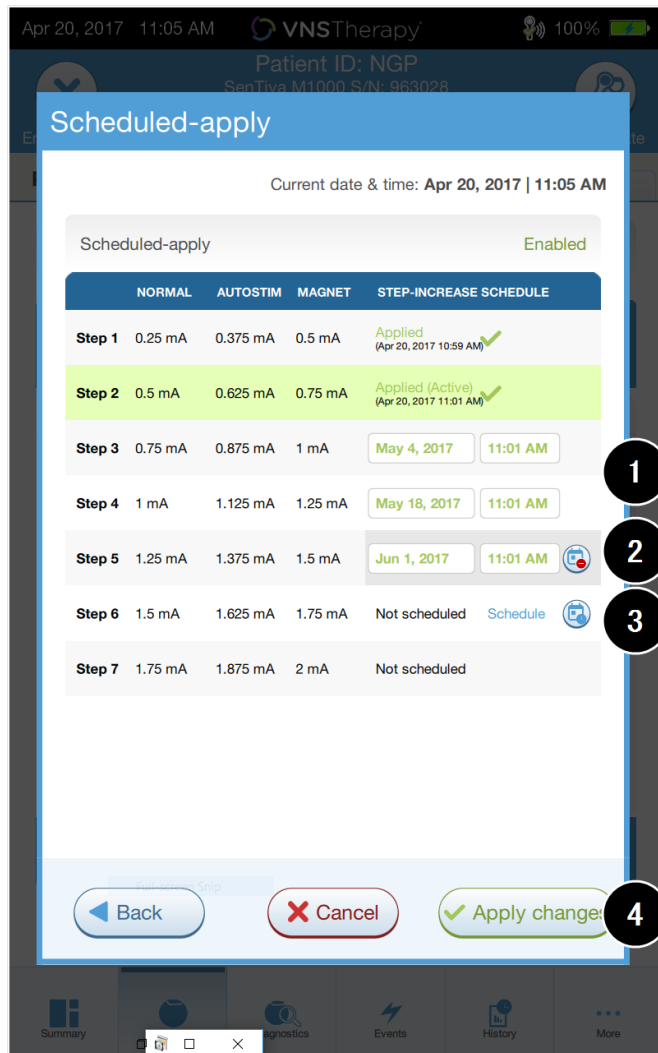 Apr 20, 2017 11:05 AM VNSTherapy 100%
Patient ID: NGP
SenTiva M1000 S/N: 963028
Scheduled-apply
Current date & time: Apr 20, 2017 | 11:05 AM
Scheduled-apply Enabled
NORMAL AUTOSTIM MAGNET STEP-INCREASE SCHEDULE
Step 1 0.25 mA 0.375 mA 0.5 mA Applied
(Apr 20, 2017 10:59 AM)
Step 2 0.5 mA 0.625 mA 0.75 mA Applied (Active)
(Apr 20, 2017 11:01 AM)
Step 3 0.75 mA 0.875 mA 1 mA May 4, 2017 11:01 AM
1
Step 4 1 mA 1.125 mA 1.25 mA May 18, 2017 11:01 AM
Step 5 1.25 mA 1.375 mA 1.5 mA Jun 1, 2017 11:01 AM 2
Step 6 1.5 mA 1.625 mA 1.75 mA Not scheduled Schedule 3
Step 7 1.75 mA 1.875 mA 2 mA Not scheduled
Full-screen Snip
Back Cancel Apply changes 4
Summary agnostics Events History More